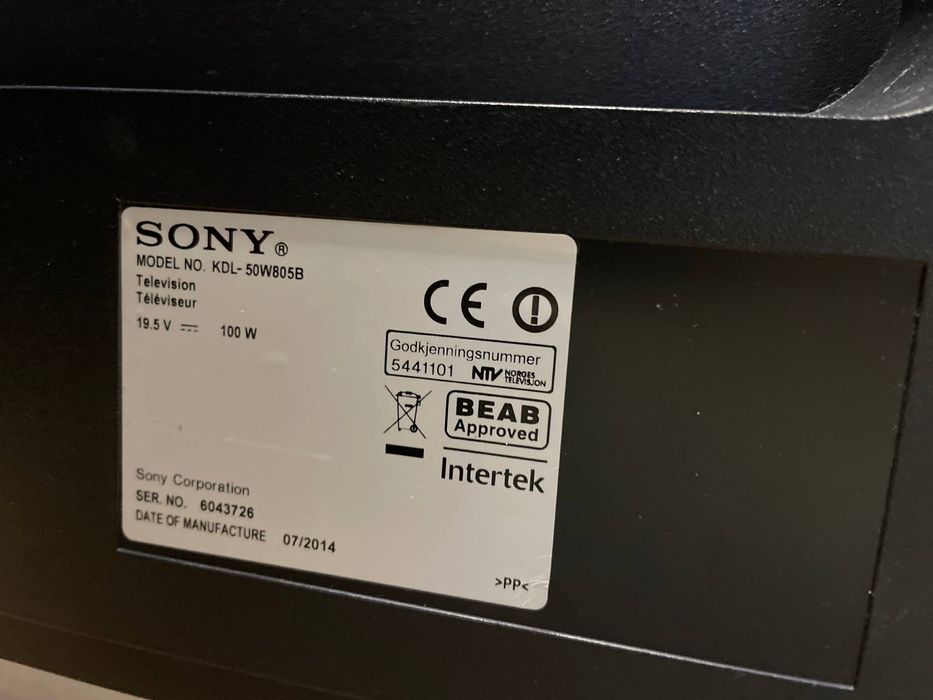 SONY®
MODEL NO. KDL-50W805B
Television
Téléviseur
19.5 V ⎓ 100 W
CE
Godkjenningsnummer
5441101 NTV NORGES TELEVISJON
BEAB
Approved
Intertek
Sony Corporation
SER. NO. 6043726
DATE OF MANUFACTURE 07/2014
>PP<